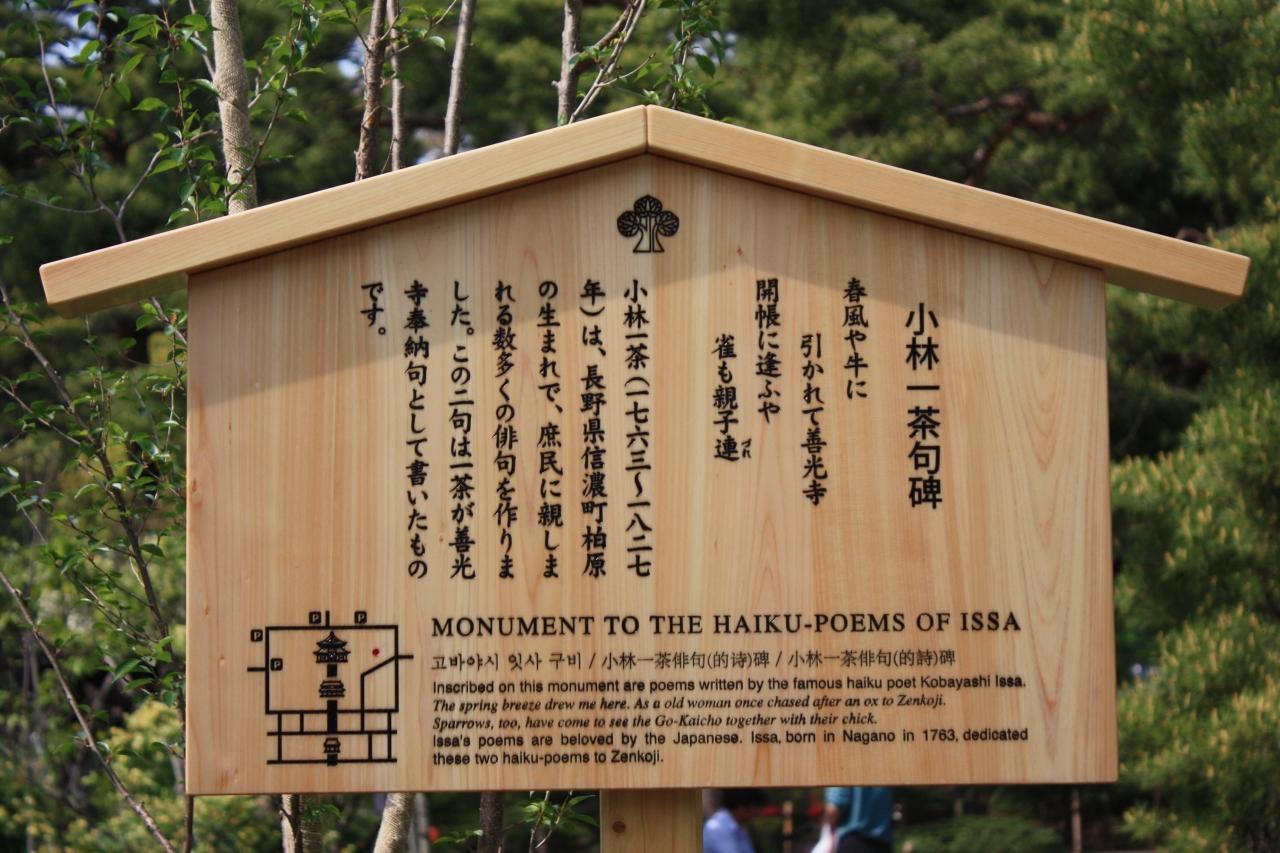 小林一茶句碑
春風や牛に
引かれて善光寺
開帳に逢ふや
雀も親子連
づれ
小林一茶(一七六三〜一八二七
年)は、長野県信濃町柏原
の生まれで、庶民に親しま
れる数多くの俳句を作りま
した。この二句は一茶が善光
寺奉納句として書いたもの
です。
P P
P
P
MONUMENT TO THE HAIKU-POEMS OF ISSA
고바야시 잇사 구비 / 小林一茶俳句(的诗)碑 / 小林一茶俳句(的詩)碑
Inscribed on this monument are poems written by the famous haiku poet Kobayashi Issa.
The spring breeze drew me here. As a old woman once chased after an ox to Zenkoji.
Sparrows, too, have come to see the Go-Kaicho together with their chick.
Issa's poems are beloved by the Japanese. Issa, born in Nagano in 1763, dedicated
these two haiku-poems to Zenkoji.